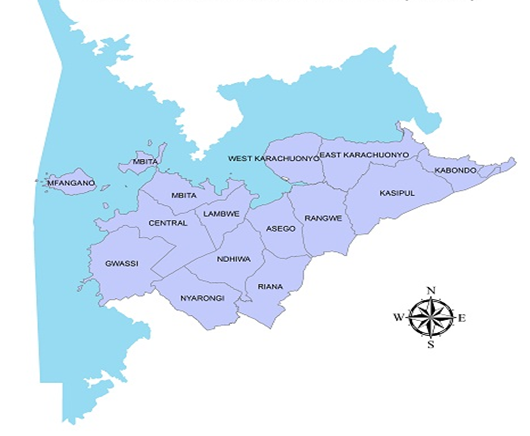 WEST KARACHUONYO
EAST KARACHUONYO
MBITA
KABONDO
MFANGANO
KASIPUL
MBITA
LAMBWE
CENTRAL
RANGWE
ASEGO
GWASSI
NDHIWA
RIANA
NYARONGI
N
W E
S